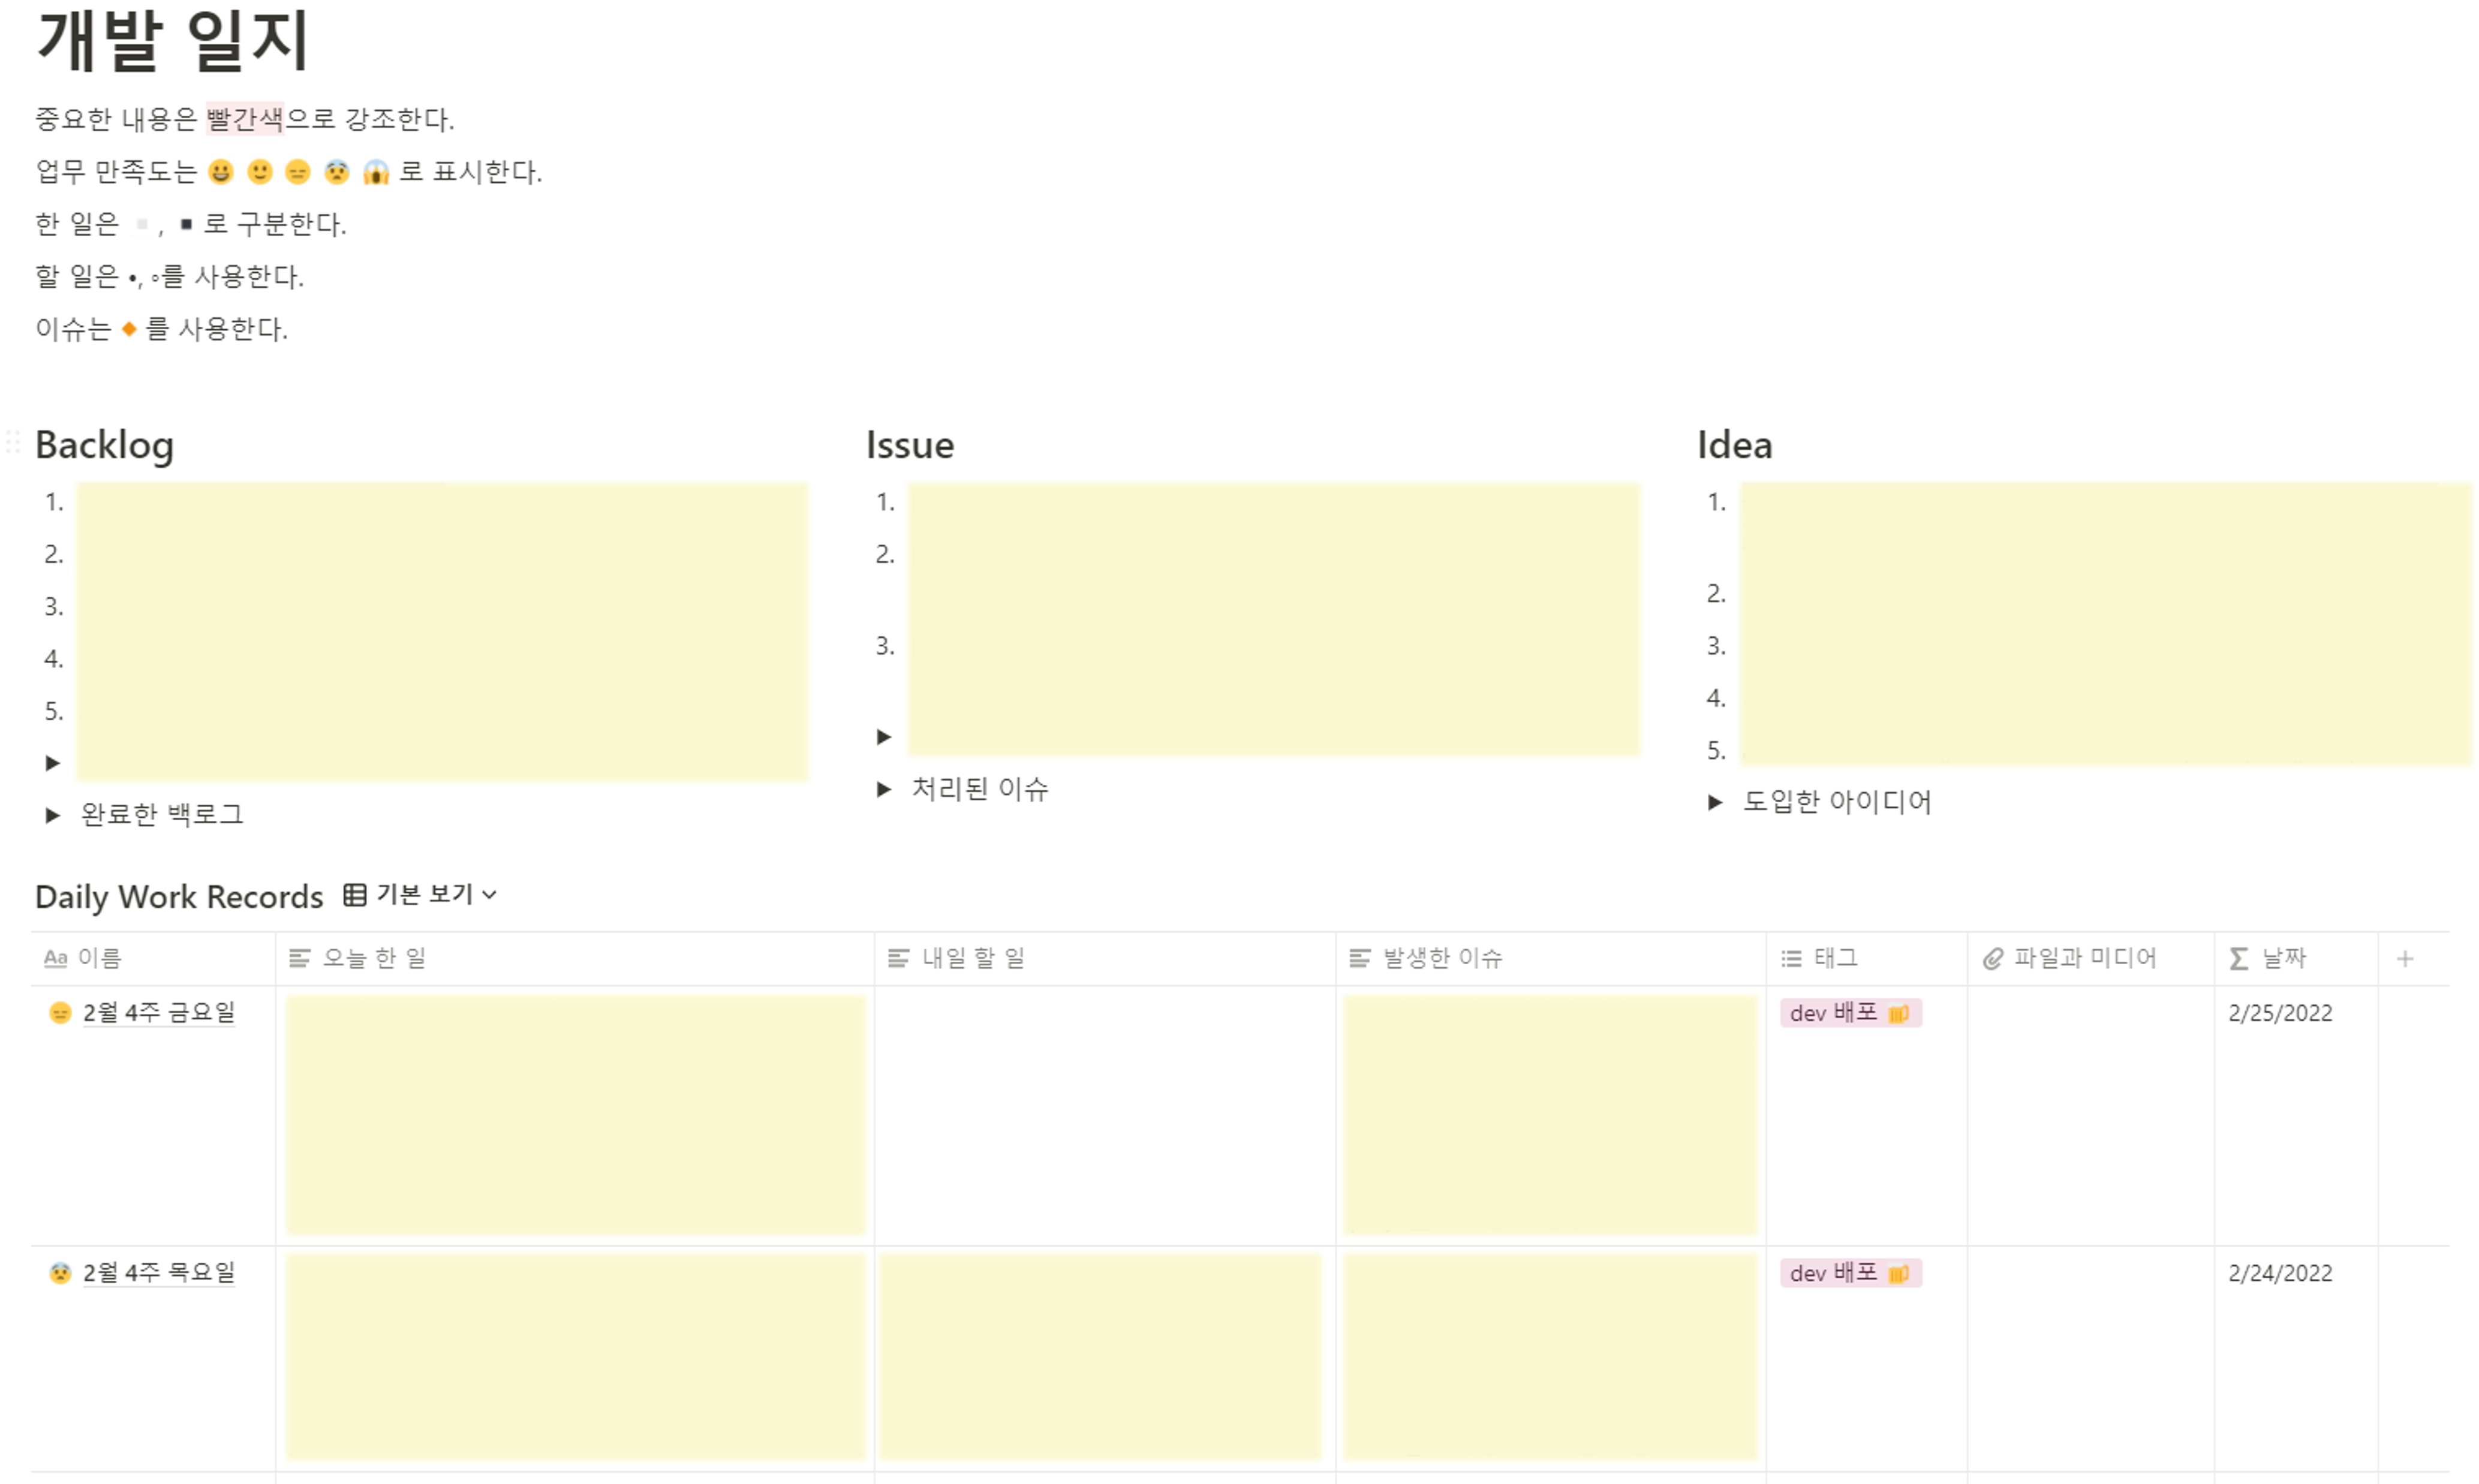 개발 일지
중요한 내용은 빨간색으로 강조한다.
업무 만족도는 😀 🙂 😑 😨 😱 로 표시한다.
한 일은 ▫️, ▪️로 구분한다.
할 일은 •, ◦를 사용한다.
이슈는 🔸를 사용한다.
Backlog
1.
2.
3.
4.
5.
▶
▶ 완료한 백로그
Issue
1.
2.
3.
▶
▶ 처리된 이슈
Idea
1.
2.
3.
4.
5.
▶ 도입한 아이디어
Daily Work Records 기본 보기
Aa 이름 오늘 한 일 내일 할 일 발생한 이슈 태그 파일과 미디어 Σ 날짜 +
😑 2월 4주 금요일 dev 배포 🍺 2/25/2022
😨 2월 4주 목요일 dev 배포 🍺 2/24/2022